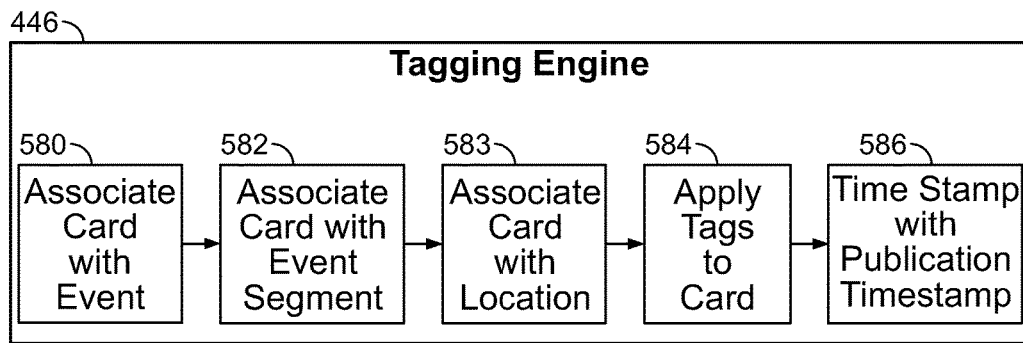 446
Tagging Engine
580
Associate
Card
with
Event
582
Associate
Card with
Event
Segment
583
Associate
Card
with
Location
584
Apply
Tags
to
Card
586
Time Stamp
with
Publication
Timestamp